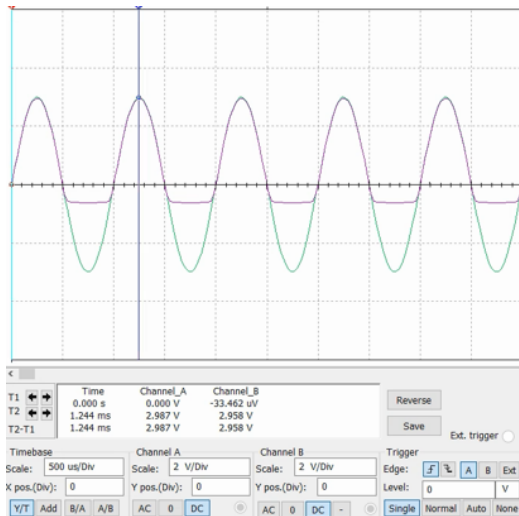 Time Channel_A Channel_B
T1 0.000 s 0.000 V -33.462 uV
T2 1.244 ms 2.987 V 2.958 V
T2-T1 1.244 ms 2.987 V 2.958 V
Reverse
Save
Ext. trigger
Timebase
Scale: 500 us/Div
X pos.(Div): 0
Y/T Add B/A A/B
Channel A
Scale: 2 V/Div
Y pos.(Div): 0
AC 0 DC
Channel B
Scale: 2 V/Div
Y pos.(Div): 0
AC 0 DC -
Trigger
Edge: A B Ext
Level: 0 V
Single Normal Auto None